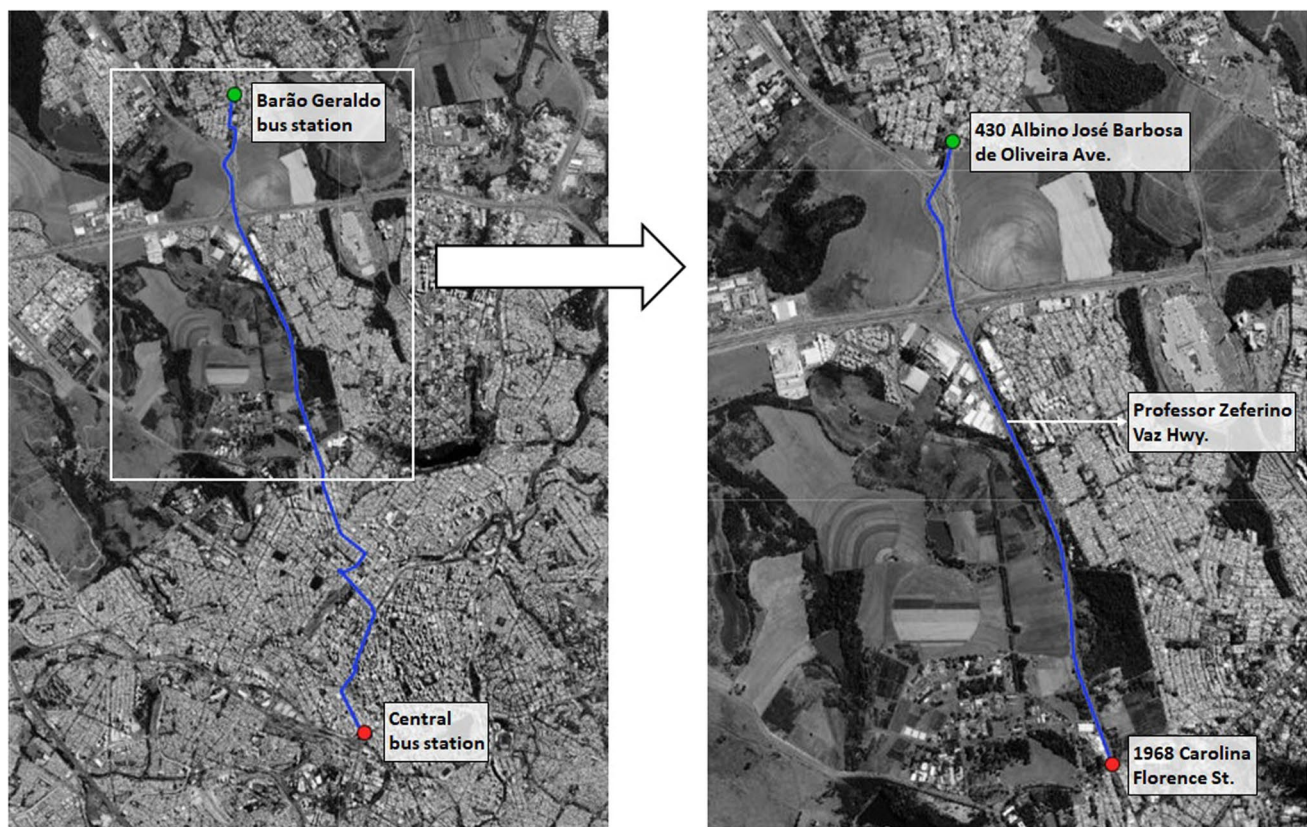 Barão Geraldo
bus station
Central
bus station
430 Albino José Barbosa
de Oliveira Ave.
Professor Zeferino
Vaz Hwy.
1968 Carolina
Florence St.